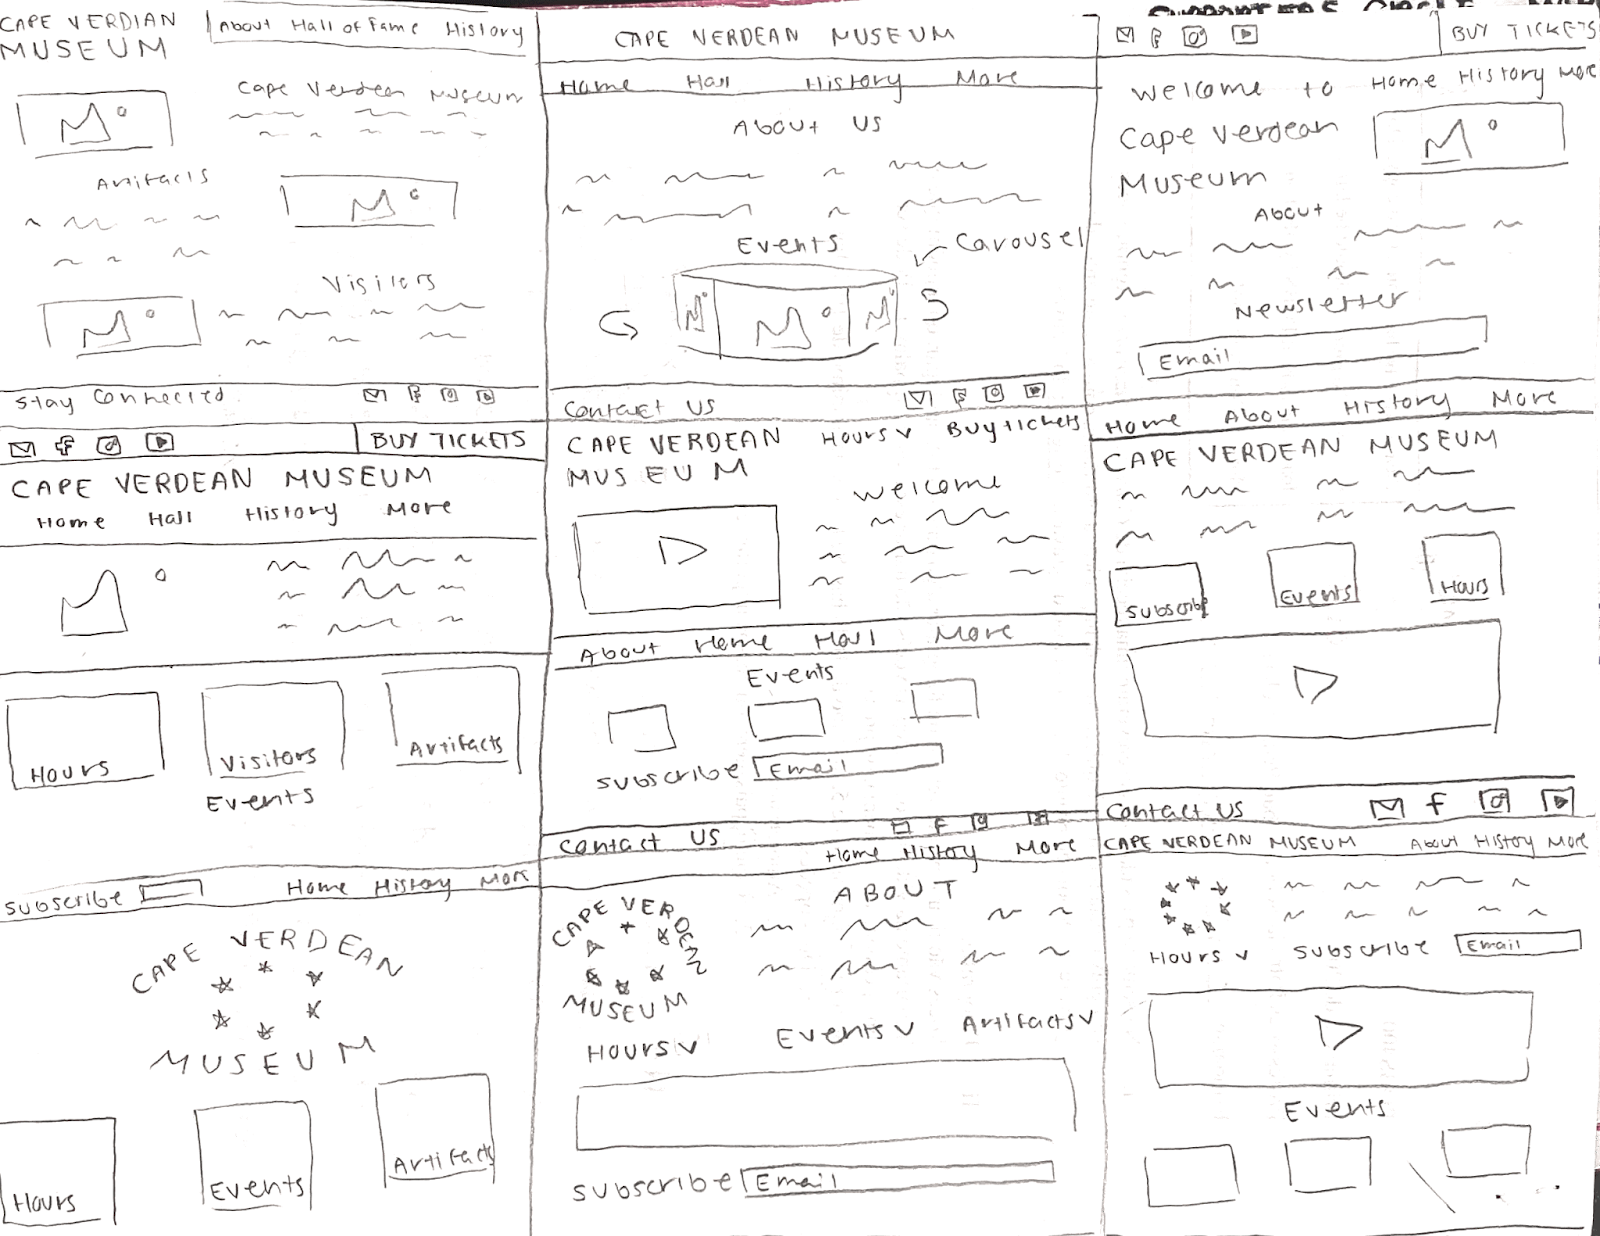 CAPE VERDIAN
MUSEUM
About Hall of Fame History
Cape Verdean Museum
Artifacts
Visitors
Stay Connected
CAPE VERDEAN MUSEUM
Home Hall History More
About Us
Events
Carousel
Contact Us
BUY TICKETS
Welcome to
Home History More
Cape Verdean
Museum
About
Newsletter
Email
Home About History More
BUY TICKETS
CAPE VERDEAN MUSEUM
Home Hall History More
Hours
Visitors
Artifacts
Events
CAPE VERDEAN
MUSEUM
Hours v Buy tickets
Welcome
About Home Hall More
Events
Subscribe Email
Contact Us
CAPE VERDEAN MUSEUM
Subscribe
Events
Hours
Contact Us
Subscribe
Home History More
CAPE VERDEAN
MUSEUM
Hours
Events
Artifacts
Home History More
CAPE VERDEAN
MUSEUM
ABOUT
Hours v Events v Artifacts v
Subscribe Email
CAPE VERDEAN MUSEUM About History More
Hours v Subscribe Email
Events